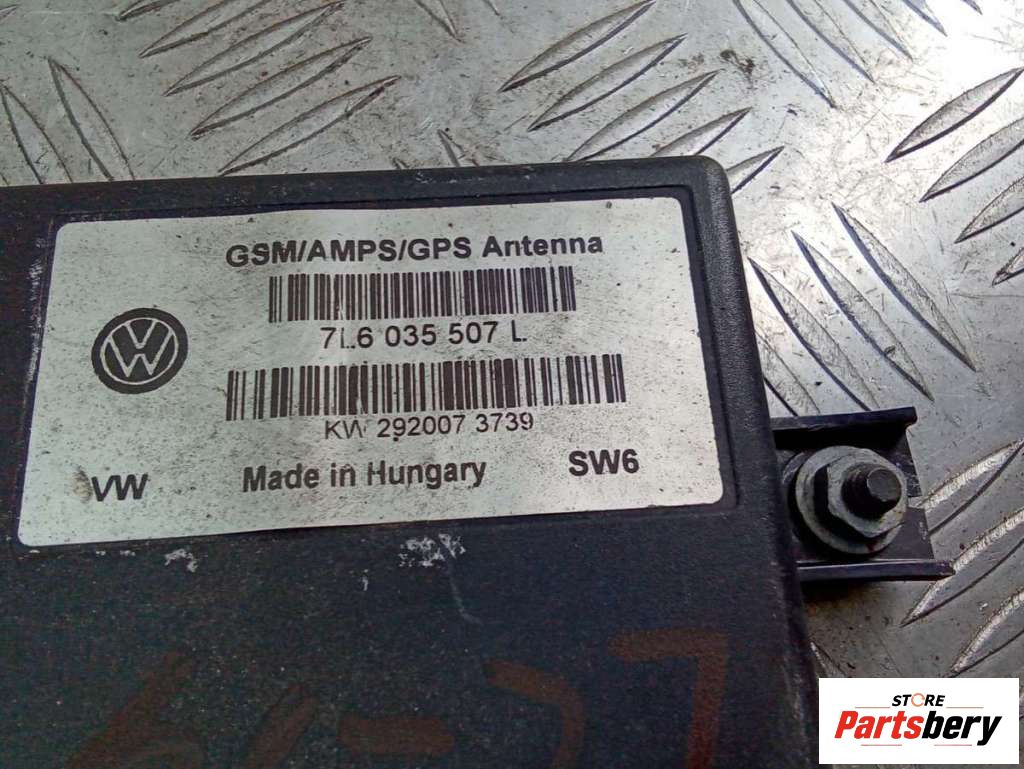 GSM/AMPS/GPS Antenna
7L6 035 507 L
KW 292007 3739
VW Made in Hungary SW6
STORE
Partsbery